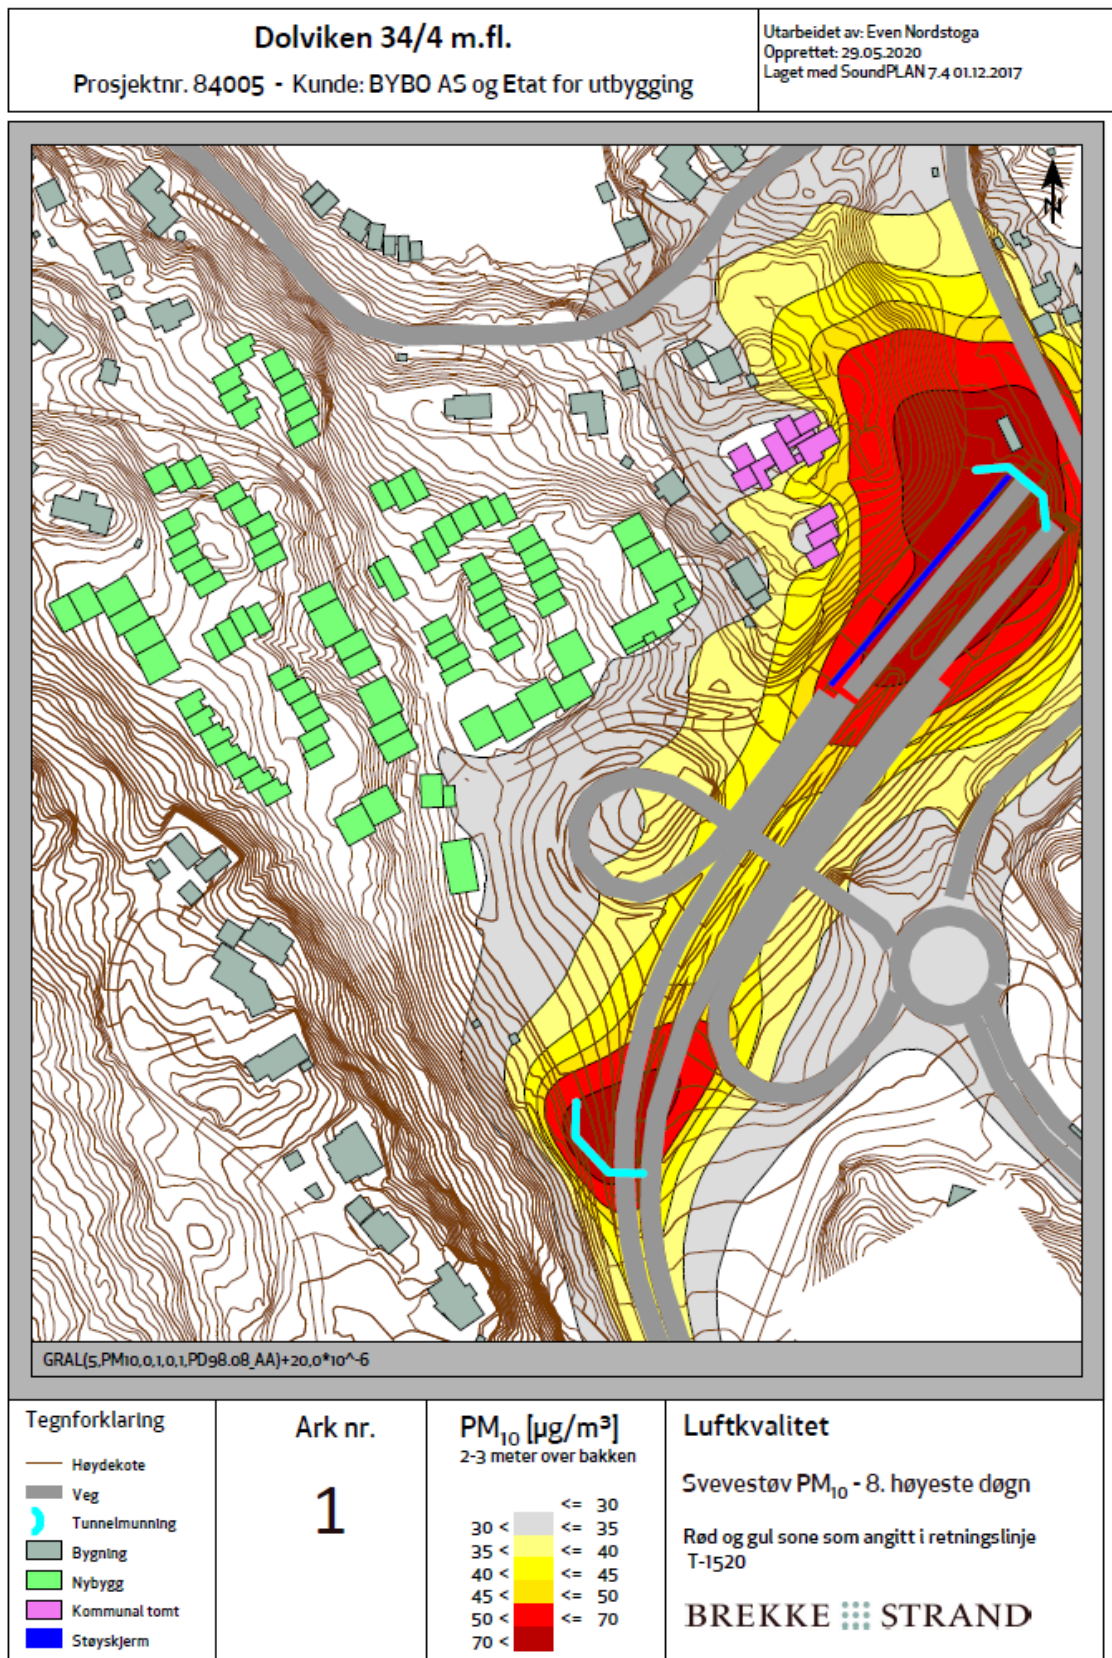 Dolviken 34/4 m.fl.
Prosjektnr. 84005 - Kunde: BYBO AS og Etat for utbygging
Utarbeidet av: Even Nordstoga
Opprettet: 29.05.2020
Laget med SoundPLAN 7.4 01.12.2017
N
GRAL(5,PM10,0,1,0,1,PD98.08_AA)+20,0*10^-6
Tegnforklaring
Høydekote
Veg
Tunnelmunning
Bygning
Nybygg
Kommunal tomt
Støyskjerm
Ark nr.
1
PM₁₀ [µg/m³]
2-3 meter over bakken
<= 30
30 < <= 35
35 < <= 40
40 < <= 45
45 < <= 50
50 < <= 70
70 <
Luftkvalitet
Svevestøv PM₁₀ - 8. høyeste døgn
Rød og gul sone som angitt i retningslinje
T-1520
BREKKE STRAND